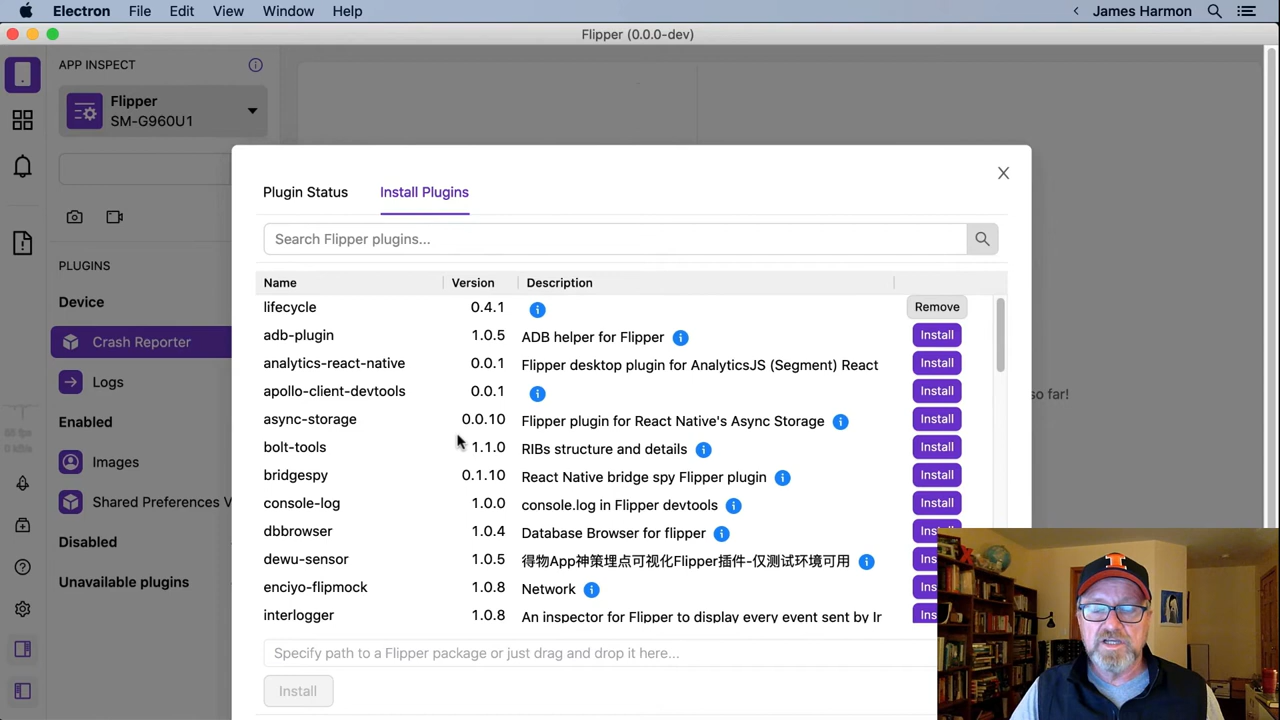 Electron File Edit View Window Help James Harmon
Flipper (0.0.0-dev)
APP INSPECT
Flipper
SM-G960U1
PLUGINS
Device
Crash Reporter
Logs
Enabled
Images
Shared Preferences V
Disabled
Unavailable plugins
Plugin Status Install Plugins
Search Flipper plugins...
Name Version Description
lifecycle 0.4.1 Remove
adb-plugin 1.0.5 ADB helper for Flipper Install
analytics-react-native 0.0.1 Flipper desktop plugin for AnalyticsJS (Segment) React Install
apollo-client-devtools 0.0.1 Install
async-storage 0.0.10 Flipper plugin for React Native's Async Storage Install
bolt-tools 1.1.0 RIBs structure and details Install
bridgespy 0.1.10 React Native bridge spy Flipper plugin Install
console-log 1.0.0 console.log in Flipper devtools Install
dbbrowser 1.0.4 Database Browser for flipper Install
dewu-sensor 1.0.5 得物App神策埋点可视化Flipper插件-仅测试环境可用 Ins
enciyo-flipmock 1.0.8 Network Ins
interlogger 1.0.8 An inspector for Flipper to display every event sent by Ir Ins
Specify path to a Flipper package or just drag and drop it here...
Install
so far!
I